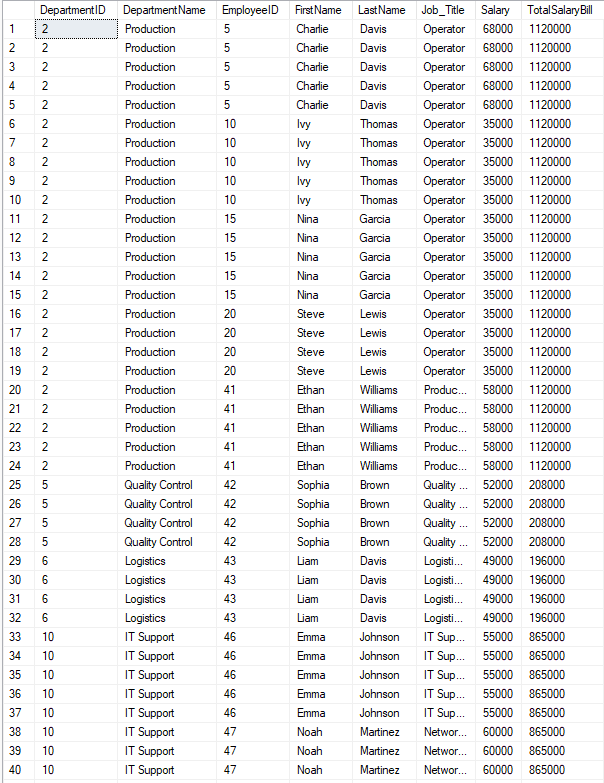 DepartmentID DepartmentName EmployeeID FirstName LastName Job_Title Salary TotalSalaryBill
1 2 Production 5 Charlie Davis Operator 68000 1120000
2 2 Production 5 Charlie Davis Operator 68000 1120000
3 2 Production 5 Charlie Davis Operator 68000 1120000
4 2 Production 5 Charlie Davis Operator 68000 1120000
5 2 Production 5 Charlie Davis Operator 68000 1120000
6 2 Production 10 Ivy Thomas Operator 35000 1120000
7 2 Production 10 Ivy Thomas Operator 35000 1120000
8 2 Production 10 Ivy Thomas Operator 35000 1120000
9 2 Production 10 Ivy Thomas Operator 35000 1120000
10 2 Production 10 Ivy Thomas Operator 35000 1120000
11 2 Production 15 Nina Garcia Operator 35000 1120000
12 2 Production 15 Nina Garcia Operator 35000 1120000
13 2 Production 15 Nina Garcia Operator 35000 1120000
14 2 Production 15 Nina Garcia Operator 35000 1120000
15 2 Production 15 Nina Garcia Operator 35000 1120000
16 2 Production 20 Steve Lewis Operator 35000 1120000
17 2 Production 20 Steve Lewis Operator 35000 1120000
18 2 Production 20 Steve Lewis Operator 35000 1120000
19 2 Production 20 Steve Lewis Operator 35000 1120000
20 2 Production 41 Ethan Williams Produc... 58000 1120000
21 2 Production 41 Ethan Williams Produc... 58000 1120000
22 2 Production 41 Ethan Williams Produc... 58000 1120000
23 2 Production 41 Ethan Williams Produc... 58000 1120000
24 2 Production 41 Ethan Williams Produc... 58000 1120000
25 5 Quality Control 42 Sophia Brown Quality ... 52000 208000
26 5 Quality Control 42 Sophia Brown Quality ... 52000 208000
27 5 Quality Control 42 Sophia Brown Quality ... 52000 208000
28 5 Quality Control 42 Sophia Brown Quality ... 52000 208000
29 6 Logistics 43 Liam Davis Logisti... 49000 196000
30 6 Logistics 43 Liam Davis Logisti... 49000 196000
31 6 Logistics 43 Liam Davis Logisti... 49000 196000
32 6 Logistics 43 Liam Davis Logisti... 49000 196000
33 10 IT Support 46 Emma Johnson IT Sup... 55000 865000
34 10 IT Support 46 Emma Johnson IT Sup... 55000 865000
35 10 IT Support 46 Emma Johnson IT Sup... 55000 865000
36 10 IT Support 46 Emma Johnson IT Sup... 55000 865000
37 10 IT Support 46 Emma Johnson IT Sup... 55000 865000
38 10 IT Support 47 Noah Martinez Networ... 60000 865000
39 10 IT Support 47 Noah Martinez Networ... 60000 865000
40 10 IT Support 47 Noah Martinez Networ... 60000 865000